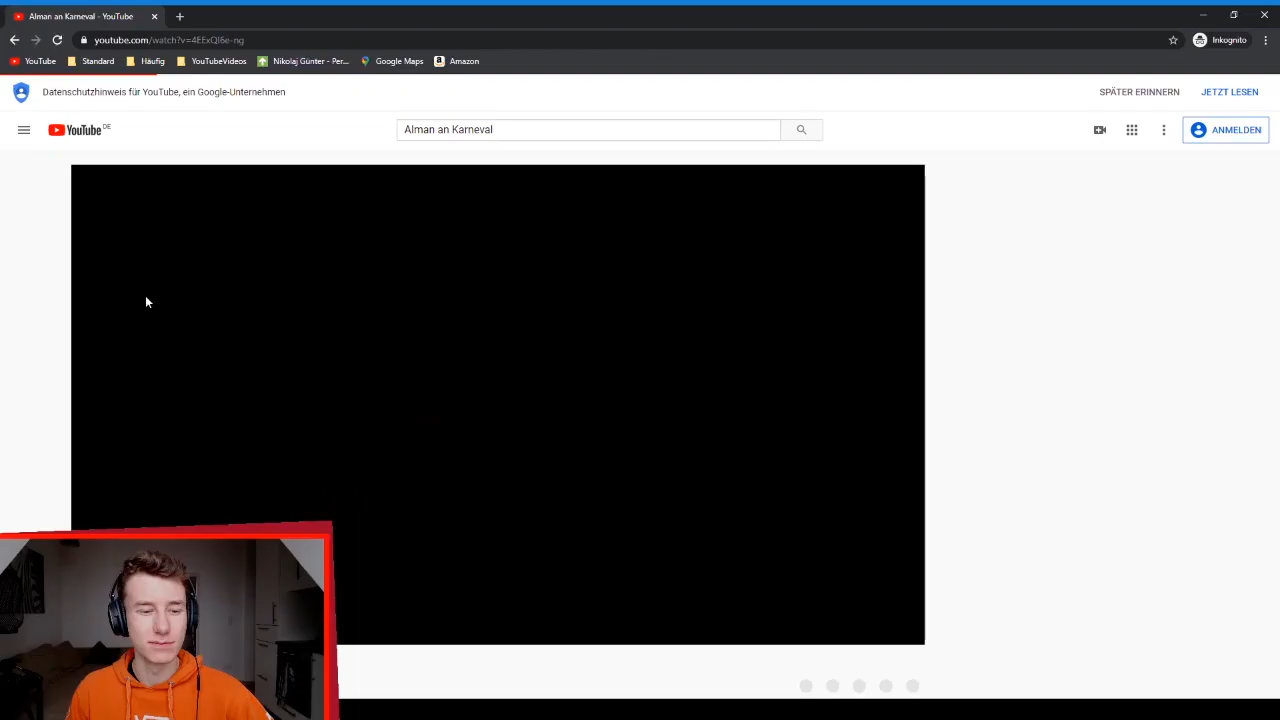 Alman an Karneval - YouTube
youtube.com/watch?v=4EExQI6e-ng
Inkognito
YouTube
Standard
Häufig
YouTubeVideos
Nikolaj Günter - Per...
Google Maps
Amazon
Datenschutzhinweis für YouTube, ein Google-Unternehmen
SPÄTER ERINNERN
JETZT LESEN
YouTube DE
Alman an Karneval
ANMELDEN